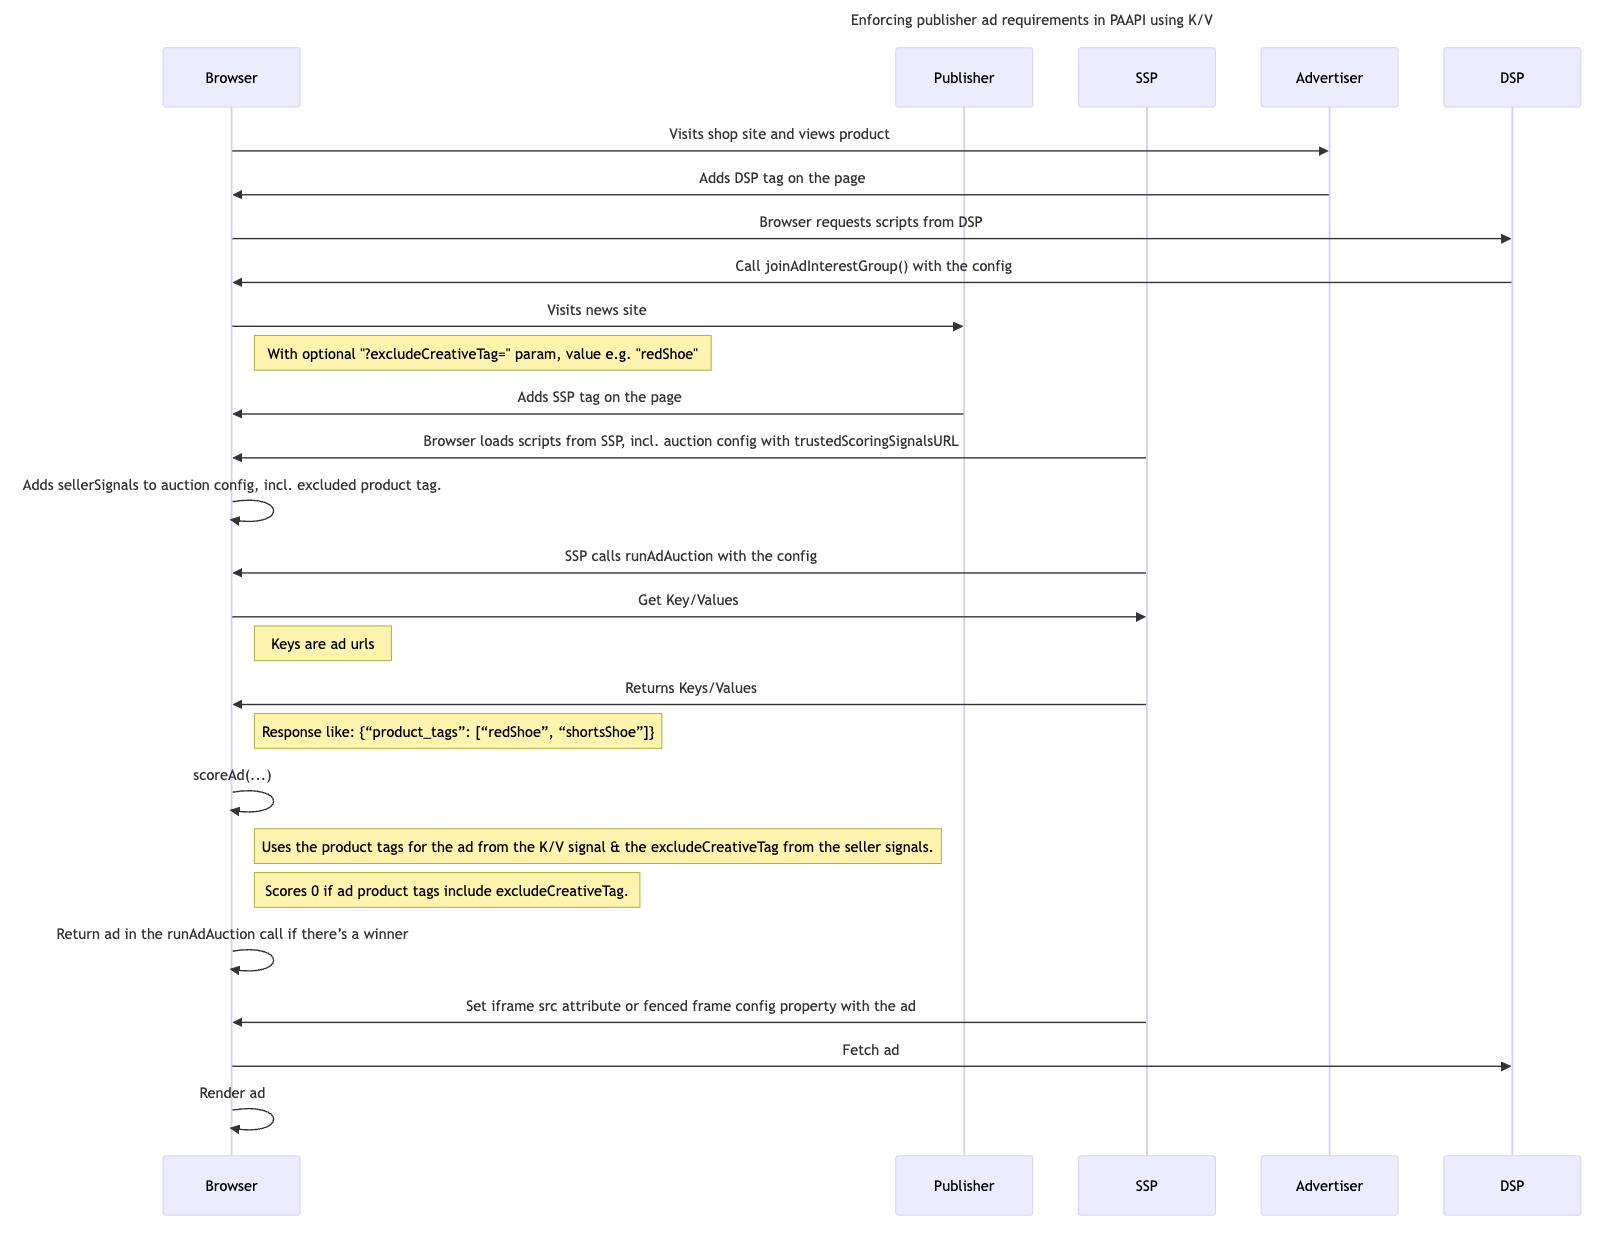 Enforcing publisher ad requirements in PAAPI using K/V
Browser
Publisher
SSP
Advertiser
DSP
Visits shop site and views product
Adds DSP tag on the page
Browser requests scripts from DSP
Call joinAdInterestGroup() with the config
Visits news site
With optional "?excludeCreativeTag=" param, value e.g. "redShoe"
Adds SSP tag on the page
Browser loads scripts from SSP, incl. auction config with trustedScoringSignalsURL
Adds sellerSignals to auction config, incl. excluded product tag.
SSP calls runAdAuction with the config
Get Key/Values
Keys are ad urls
Returns Keys/Values
Response like: {“product_tags”: [“redShoe”, “shortsShoe”]}
scoreAd(...)
Uses the product tags for the ad from the K/V signal & the excludeCreativeTag from the seller signals.
Scores 0 if ad product tags include excludeCreativeTag.
Return ad in the runAdAuction call if there’s a winner
Set iframe src attribute or fenced frame config property with the ad
Fetch ad
Render ad
Browser
Publisher
SSP
Advertiser
DSP